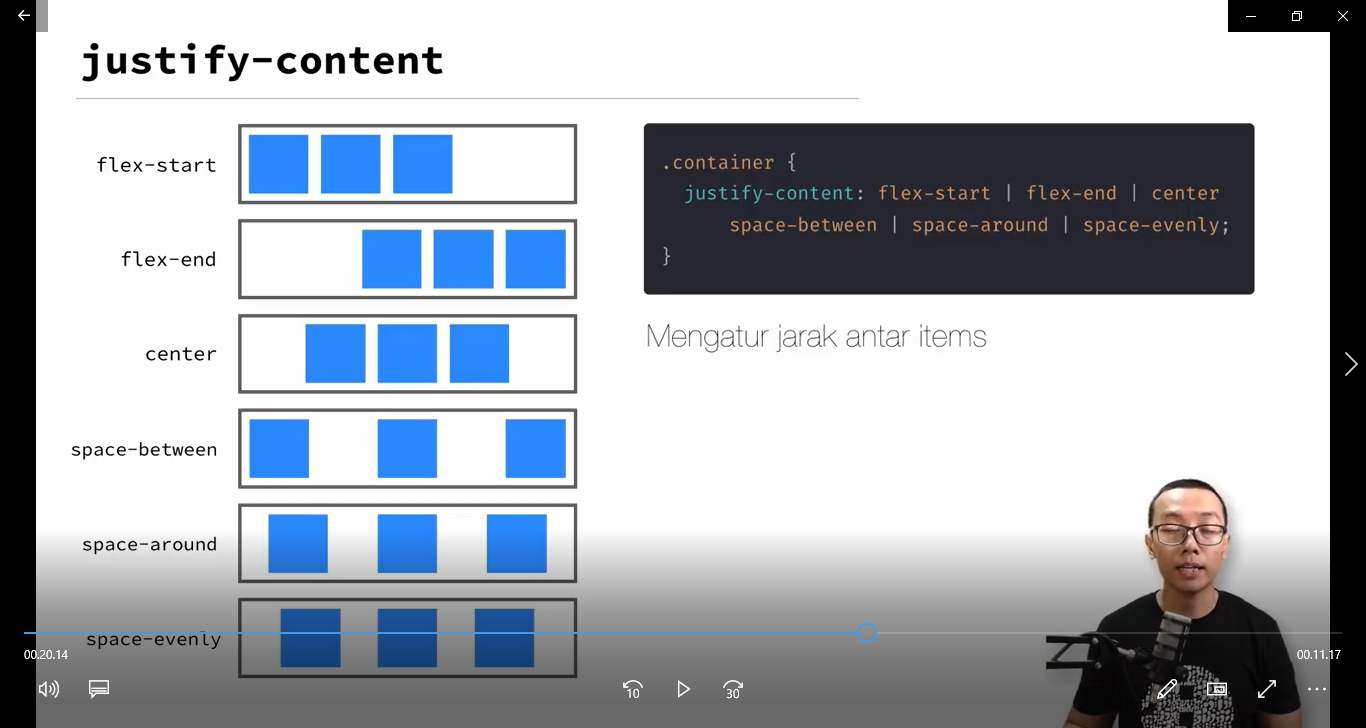 justify-content
flex-start
flex-end
center
space-between
space-around
space-evenly
.container {
justify-content: flex-start | flex-end | center
space-between | space-around | space-evenly;
}
Mengatur jarak antar items
00.20.14
00.11.17
10
30